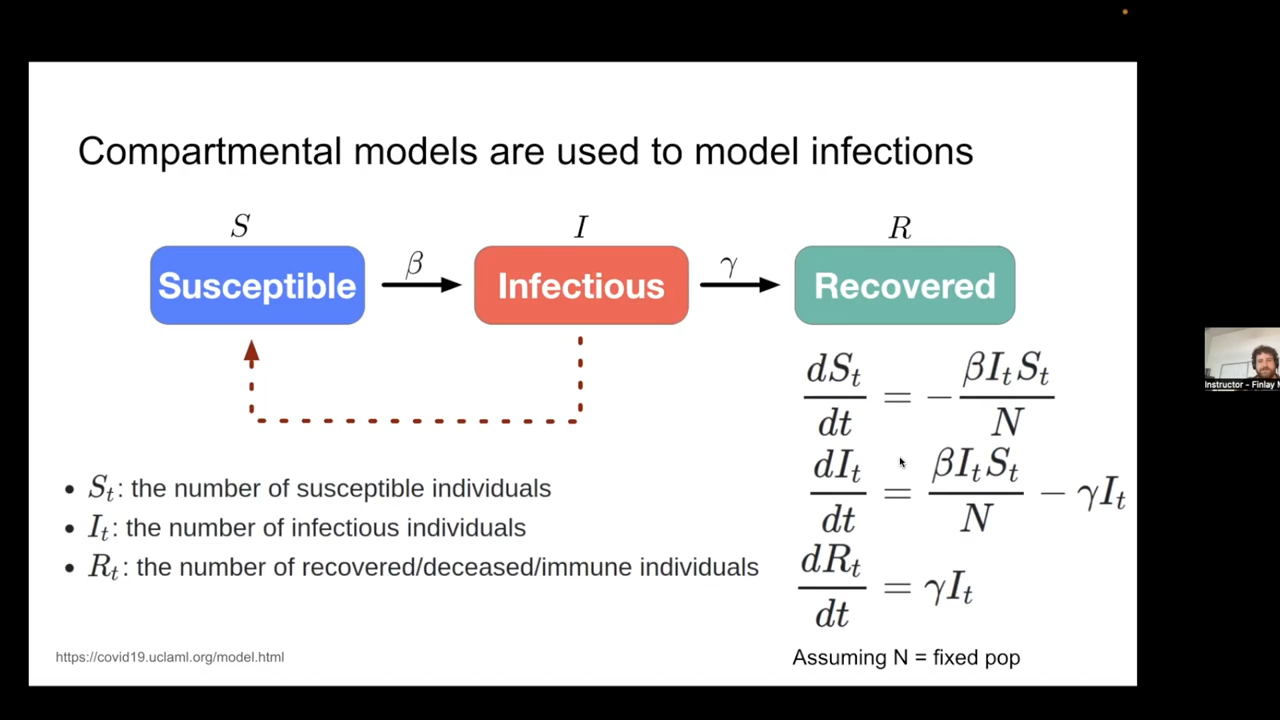 Compartmental models are used to model infections
S I R
Susceptible β Infectious γ Recovered
dS_t/dt = −βI_tS_t/N
dI_t/dt = βI_tS_t/N − γI_t
dR_t/dt = γI_t
• S_t: the number of susceptible individuals
• I_t: the number of infectious individuals
• R_t: the number of recovered/deceased/immune individuals
https://covid19.uclaml.org/model.html
Assuming N = fixed pop
Instructor - Finlay